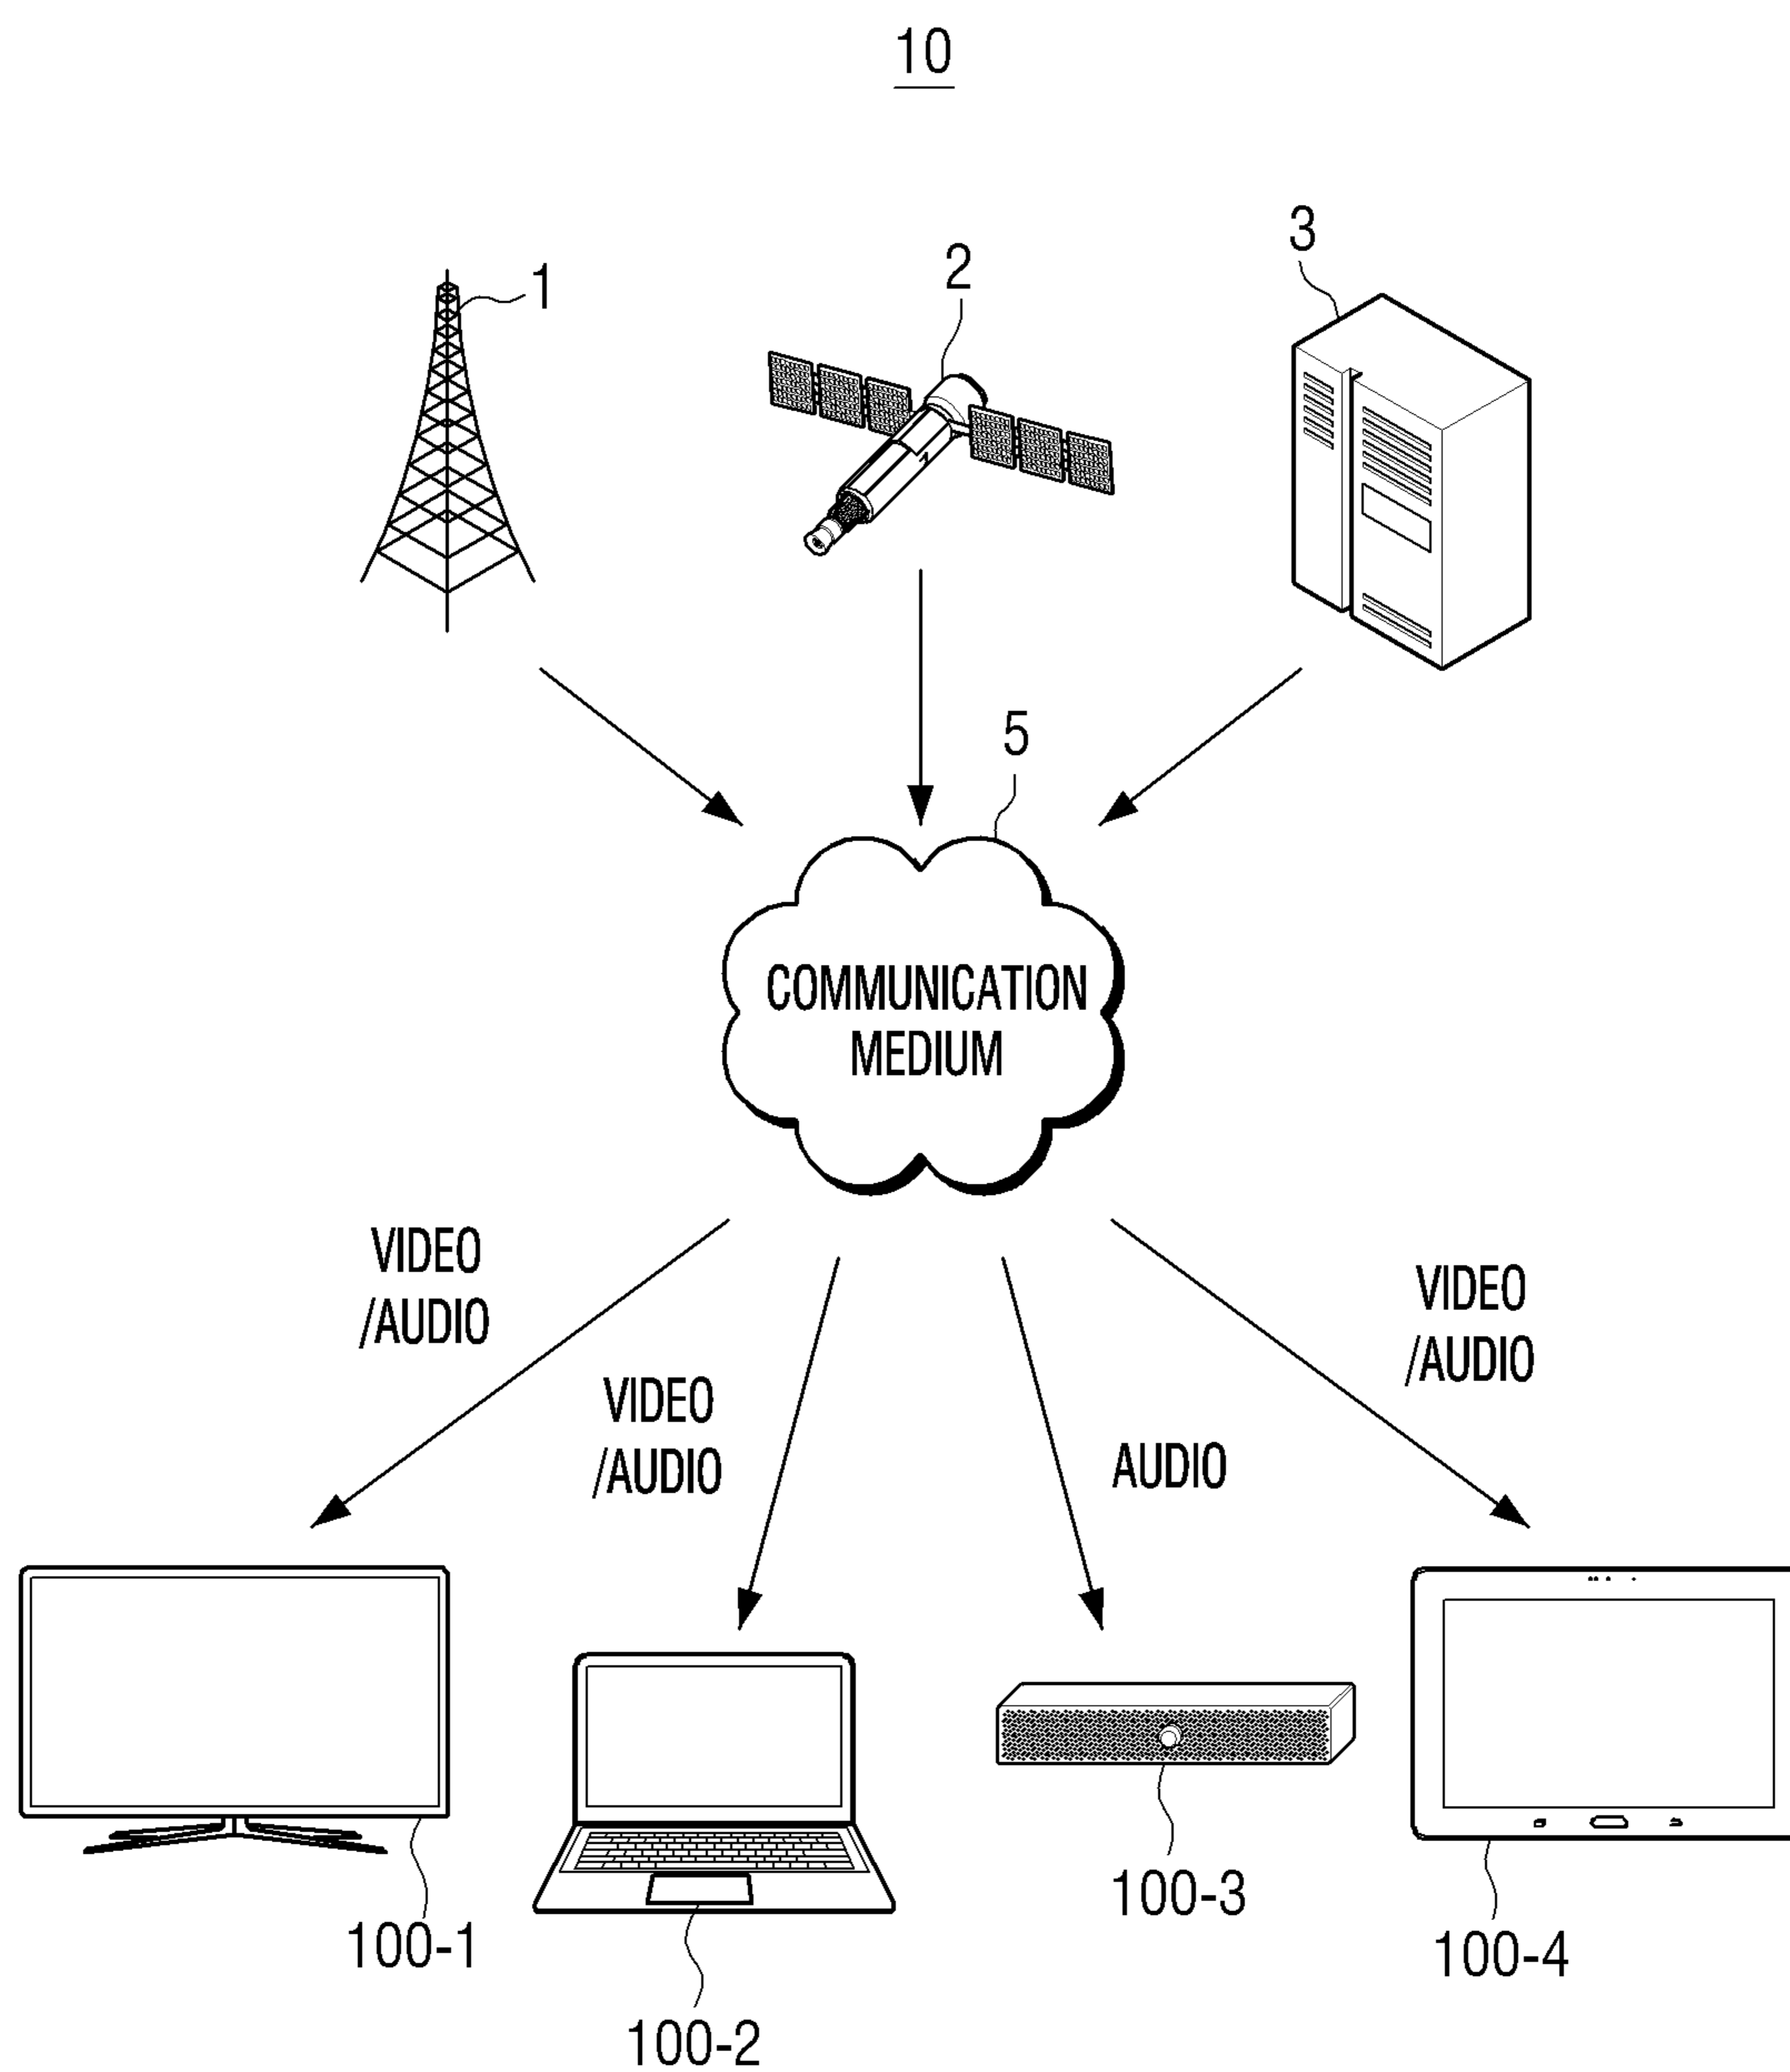 10
1
2
3
5
COMMUNICATION
MEDIUM
VIDEO
/AUDIO
VIDEO
/AUDIO
AUDIO
VIDEO
/AUDIO
100-1
100-2
100-3
100-4